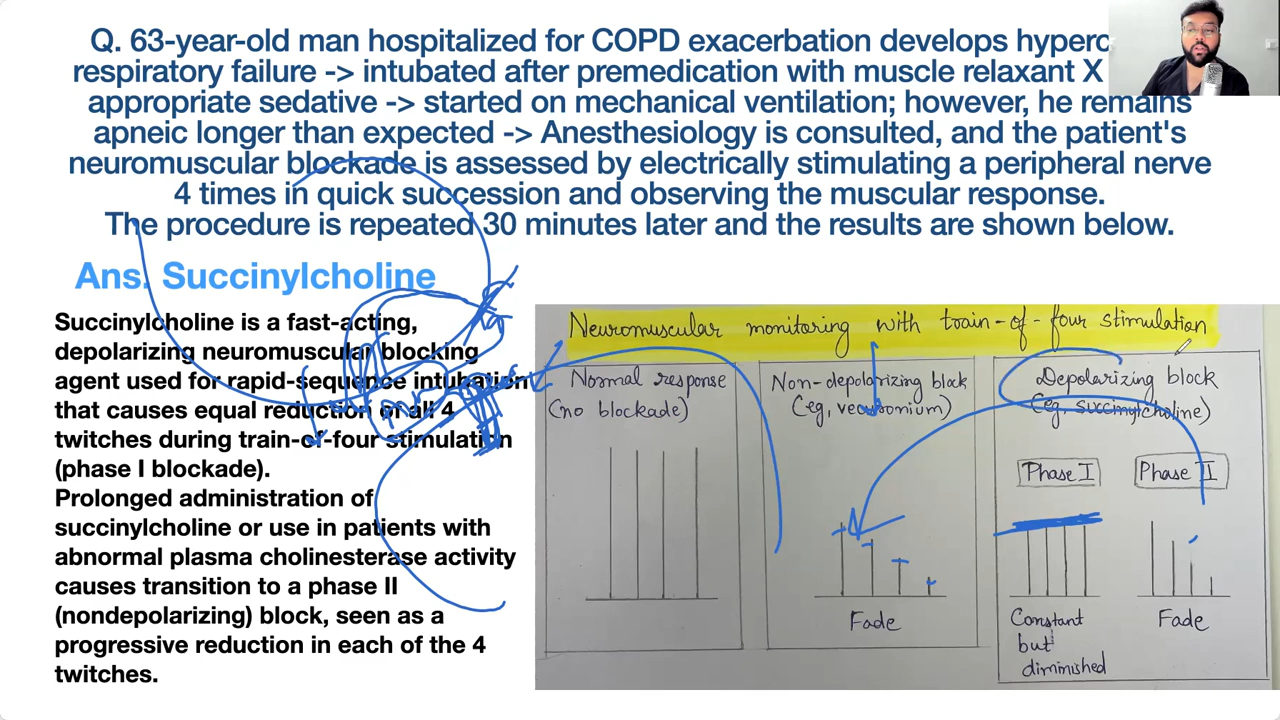 Q. 63-year-old man hospitalized for COPD exacerbation develops
respiratory failure -> intubated after premedication with muscle relaxant X
appropriate sedative -> started on mechanical ventilation; however, he remains
apneic longer than expected -> Anesthesiology is consulted, and the patient's
neuromuscular blockade is assessed by electrically stimulating a peripheral nerve
4 times in quick succession and observing the muscular response.
The procedure is repeated 30 minutes later and the results are shown below.
Ans. Succinylcholine
Succinylcholine is a fast-acting,
depolarizing neuromuscular blocking
agent used for rapid-sequence intubation
that causes equal reduction of all 4
twitches during train-of-four stimulation
(phase I blockade).
Prolonged administration of
succinylcholine or use in patients with
abnormal plasma cholinesterase activity
causes transition to a phase II
(nondepolarizing) block, seen as a
progressive reduction in each of the 4
twitches.
Neuromuscular monitoring with train-of-four stimulation
Normal response
(no blockade)
Non-depolarizing block
(eg, vecuronium)
Fade
Depolarizing block
(eg, succinylcholine)
Phase I
Phase II
Constant
but
diminished
Fade